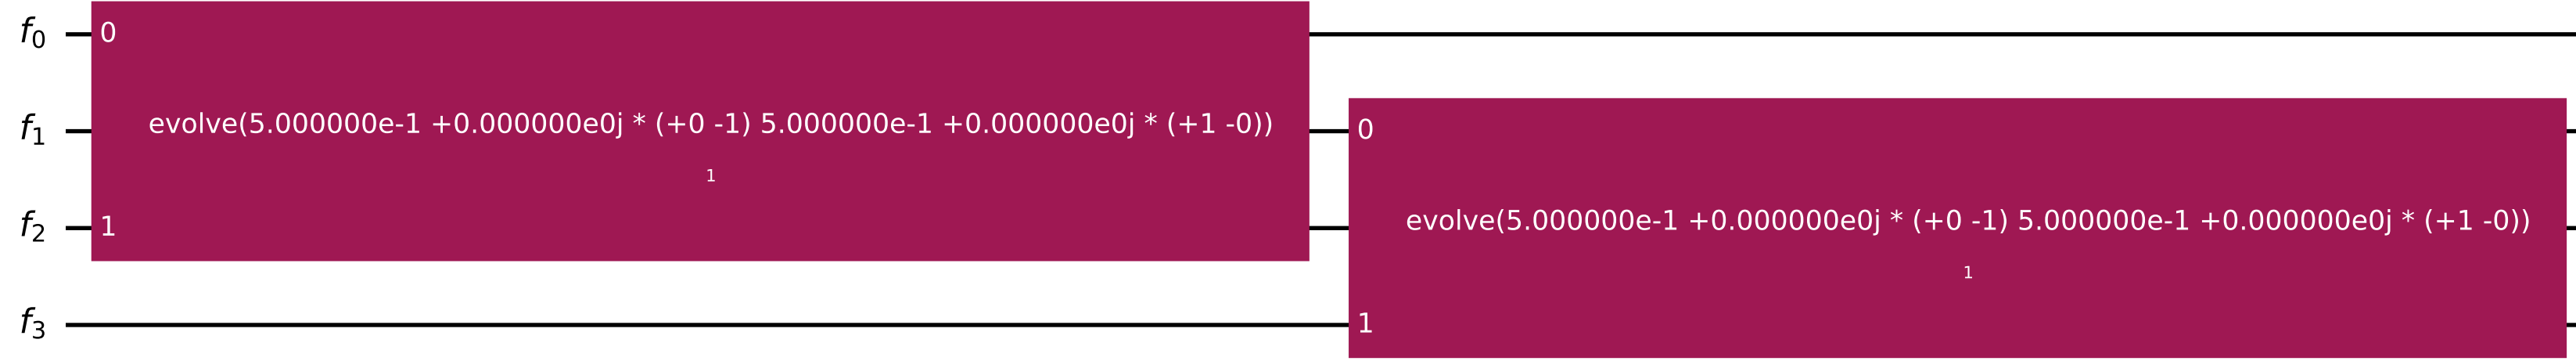 f0
0
f1
evolve(5.000000e-1 +0.000000e0j * (+0 -1) 5.000000e-1 +0.000000e0j * (+1 -0))
1
f2
1
f3
0
evolve(5.000000e-1 +0.000000e0j * (+0 -1) 5.000000e-1 +0.000000e0j * (+1 -0))
1
1